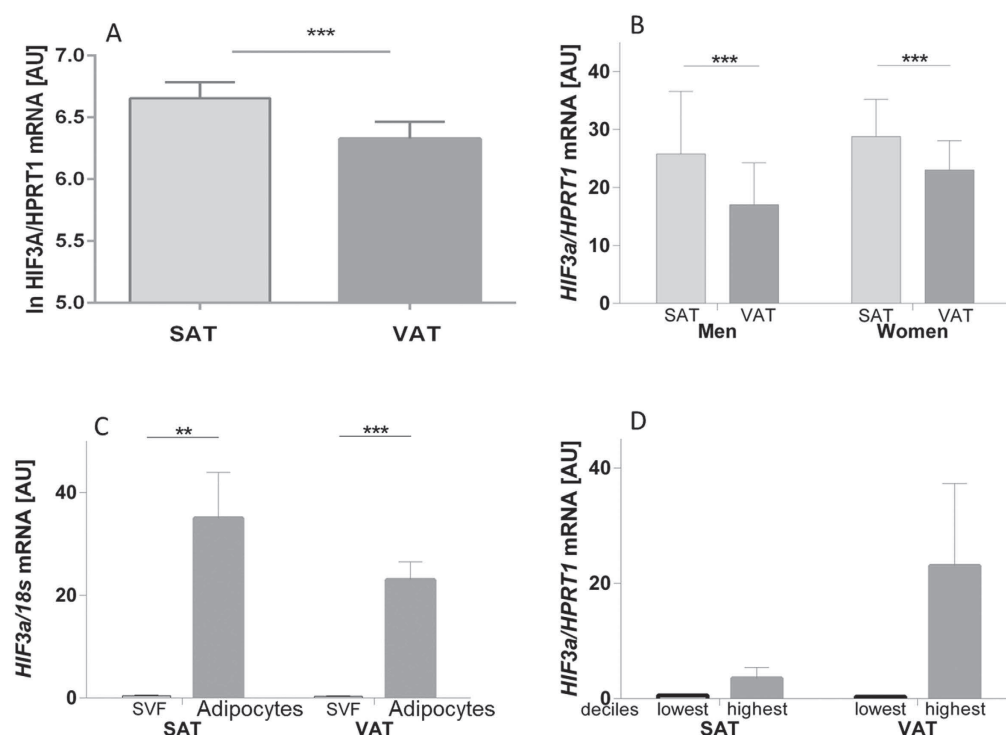 A
***
ln HIF3A/HPRT1 mRNA [AU]
7.0
6.5
6.0
5.5
5.0
SAT VAT
B
*** ***
HIF3a/HPRT1 mRNA [AU]
40
30
20
10
0
SAT VAT SAT VAT
Men Women
C
** ***
HIF3a/18s mRNA [AU]
40
20
0
SVF Adipocytes SVF Adipocytes
SAT VAT
D
HIF3a/HPRT1 mRNA [AU]
40
20
0
deciles lowest highest lowest highest
SAT VAT